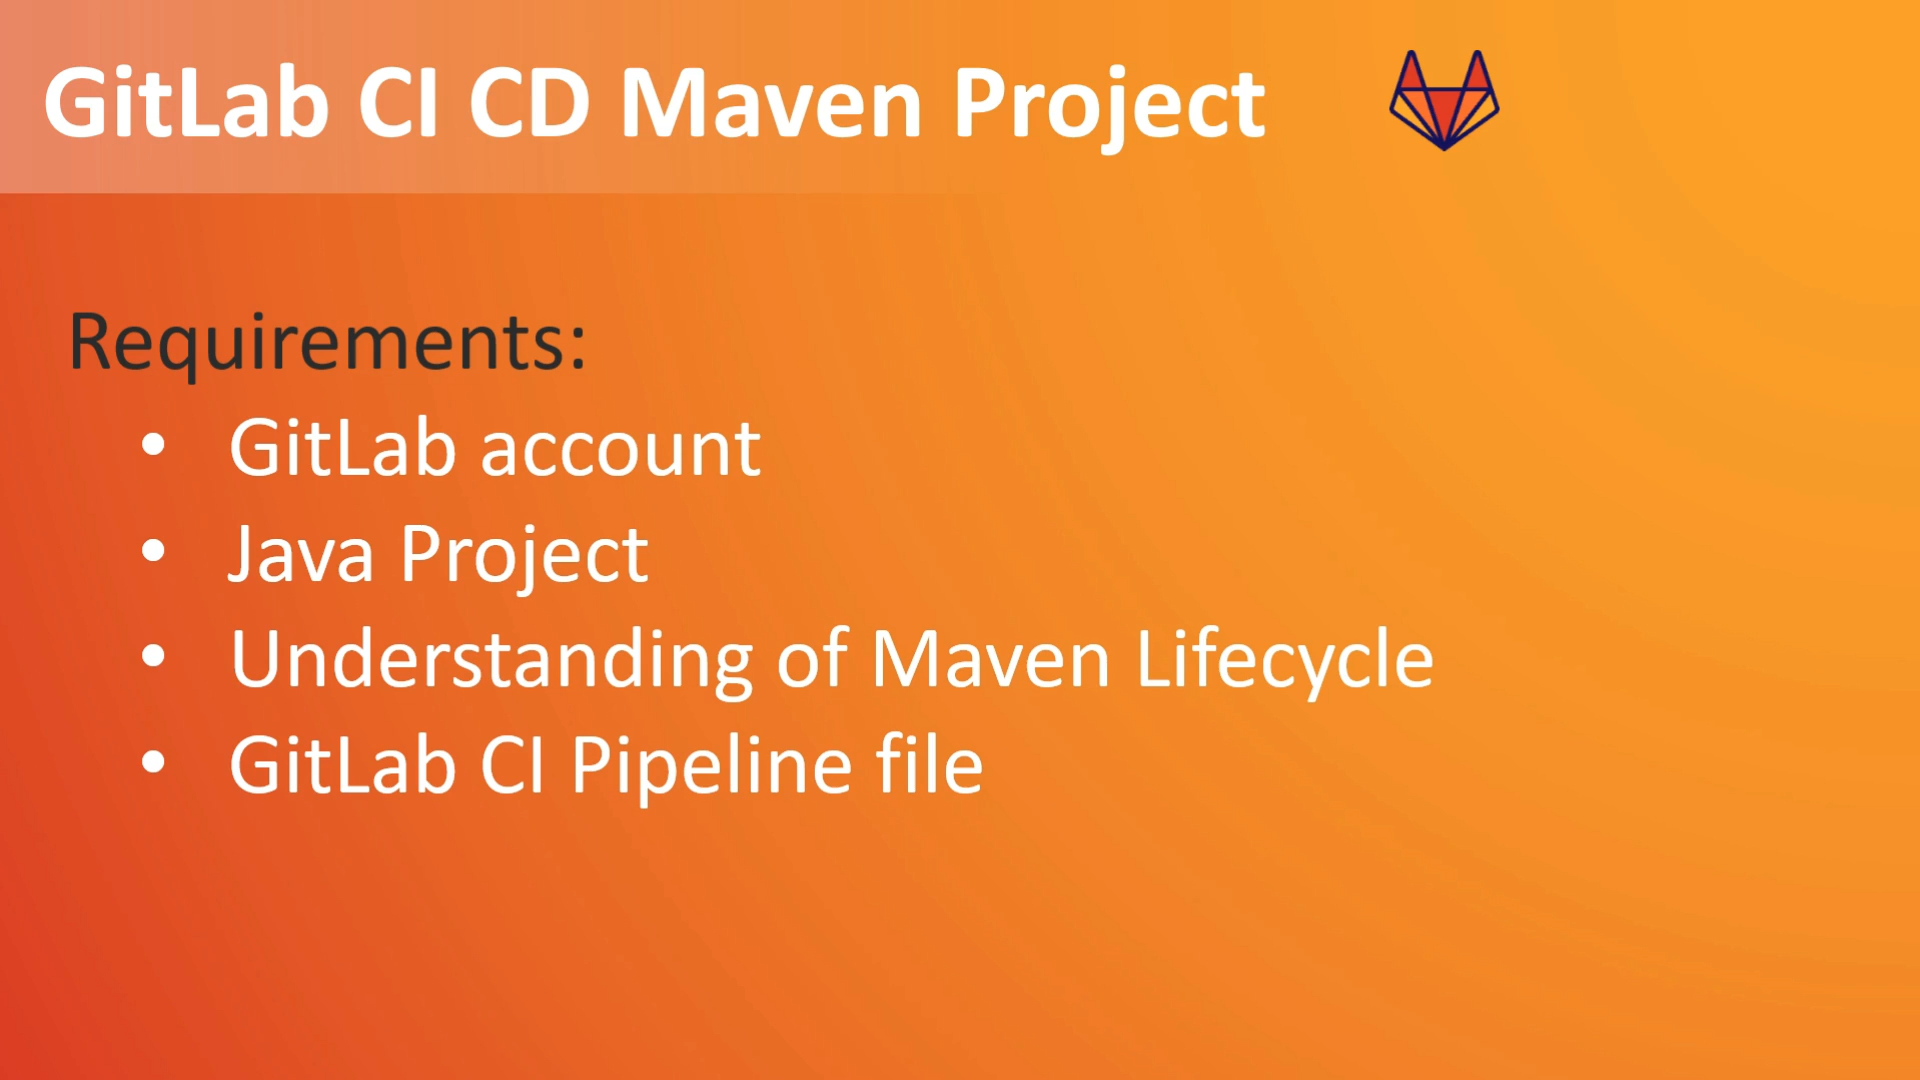 GitLab CI CD Maven Project
Requirements:
• GitLab account
• Java Project
• Understanding of Maven Lifecycle
• GitLab CI Pipeline file